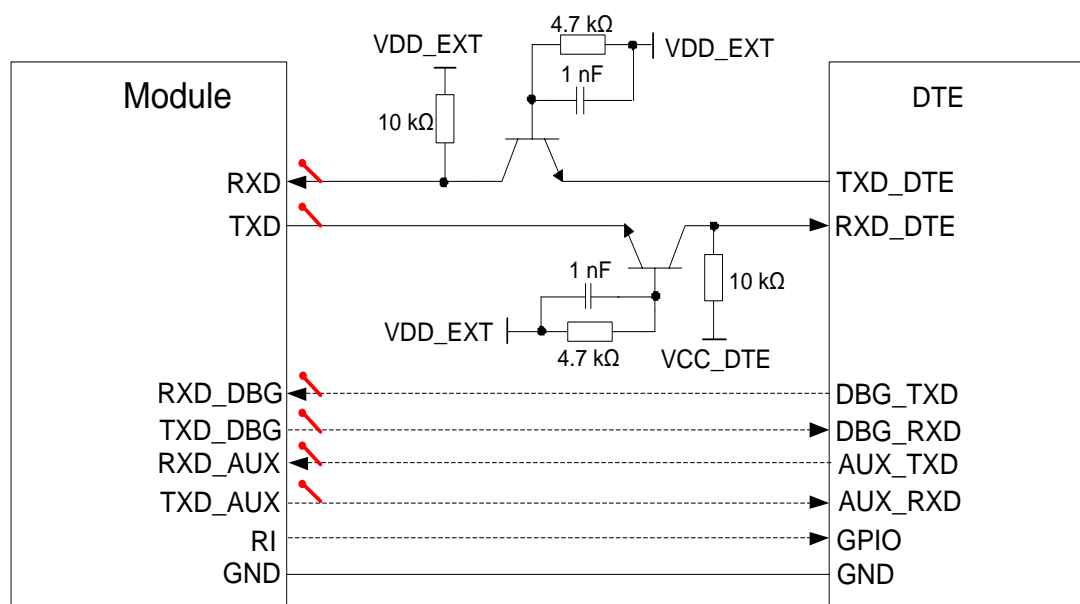 4.7 kΩ
VDD_EXT
VDD_EXT
1 nF
Module
DTE
10 kΩ
RXD
TXD_DTE
TXD
RXD_DTE
1 nF
10 kΩ
VDD_EXT
4.7 kΩ
VCC_DTE
RXD_DBG
DBG_TXD
TXD_DBG
DBG_RXD
RXD_AUX
AUX_TXD
TXD_AUX
AUX_RXD
RI
GPIO
GND
GND